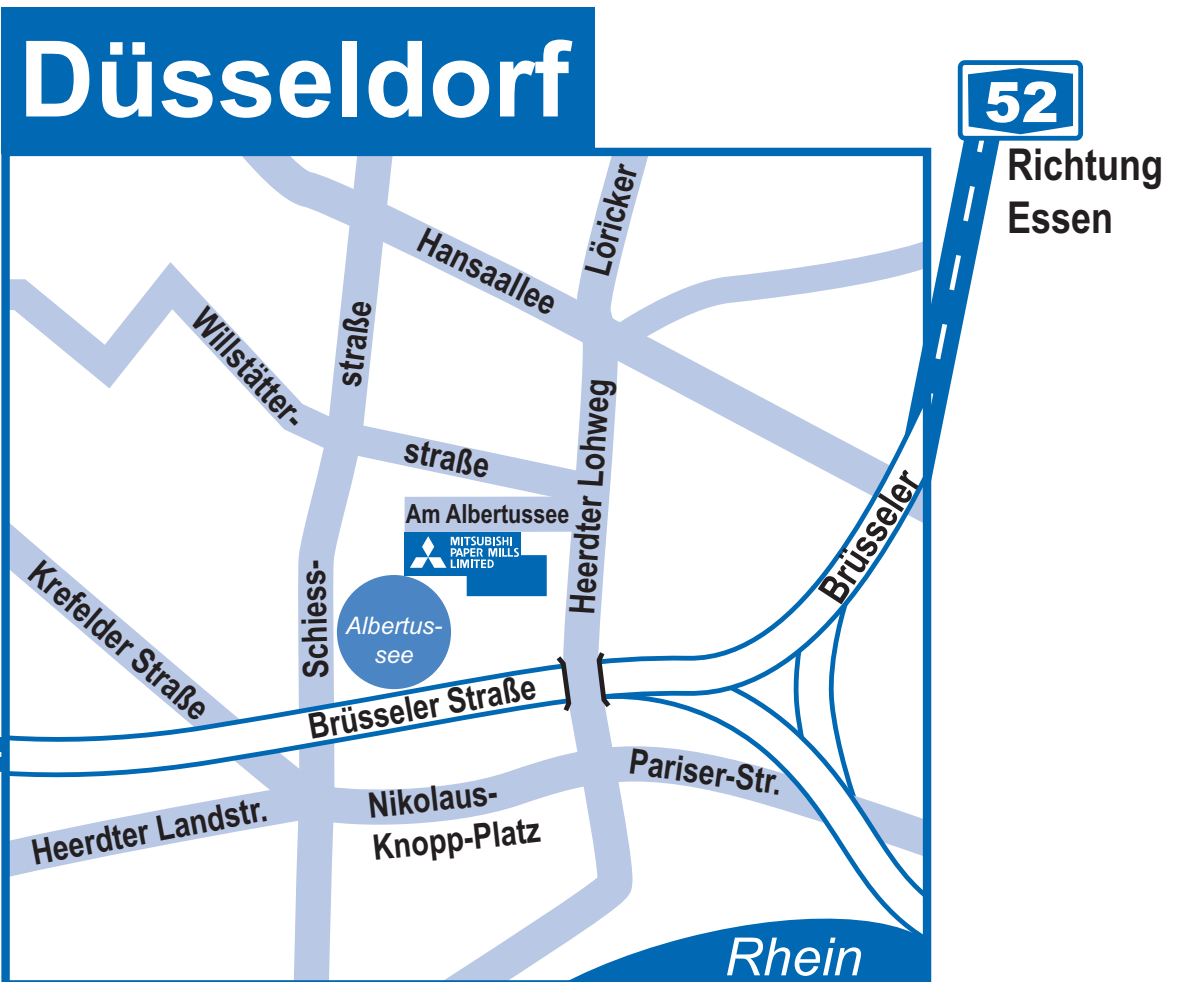 Düsseldorf
52
Richtung
Essen
Löricker
Hansaallee
straße
Willstätter-
straße
Heerdter Lohweg
Am Albertussee
MITSUBISHI
PAPER MILLS
LIMITED
Brüsseler
Krefelder Straße
Schiess-
Albertus-
see
Brüsseler Straße
Pariser-Str.
Nikolaus-
Knopp-Platz
Heerdter Landstr.
Rhein